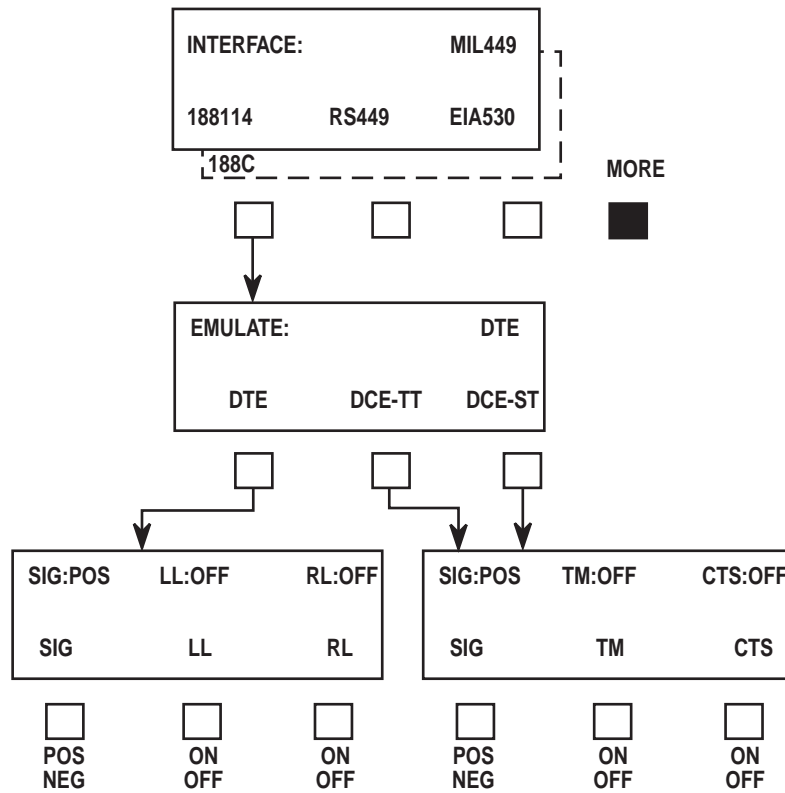 INTERFACE: MIL449
188114 RS449 EIA530
188C
MORE
EMULATE: DTE
DTE DCE-TT DCE-ST
SIG:POS LL:OFF RL:OFF
SIG LL RL
SIG:POS TM:OFF CTS:OFF
SIG TM CTS
POS NEG
ON OFF
ON OFF
POS NEG
ON OFF
ON OFF